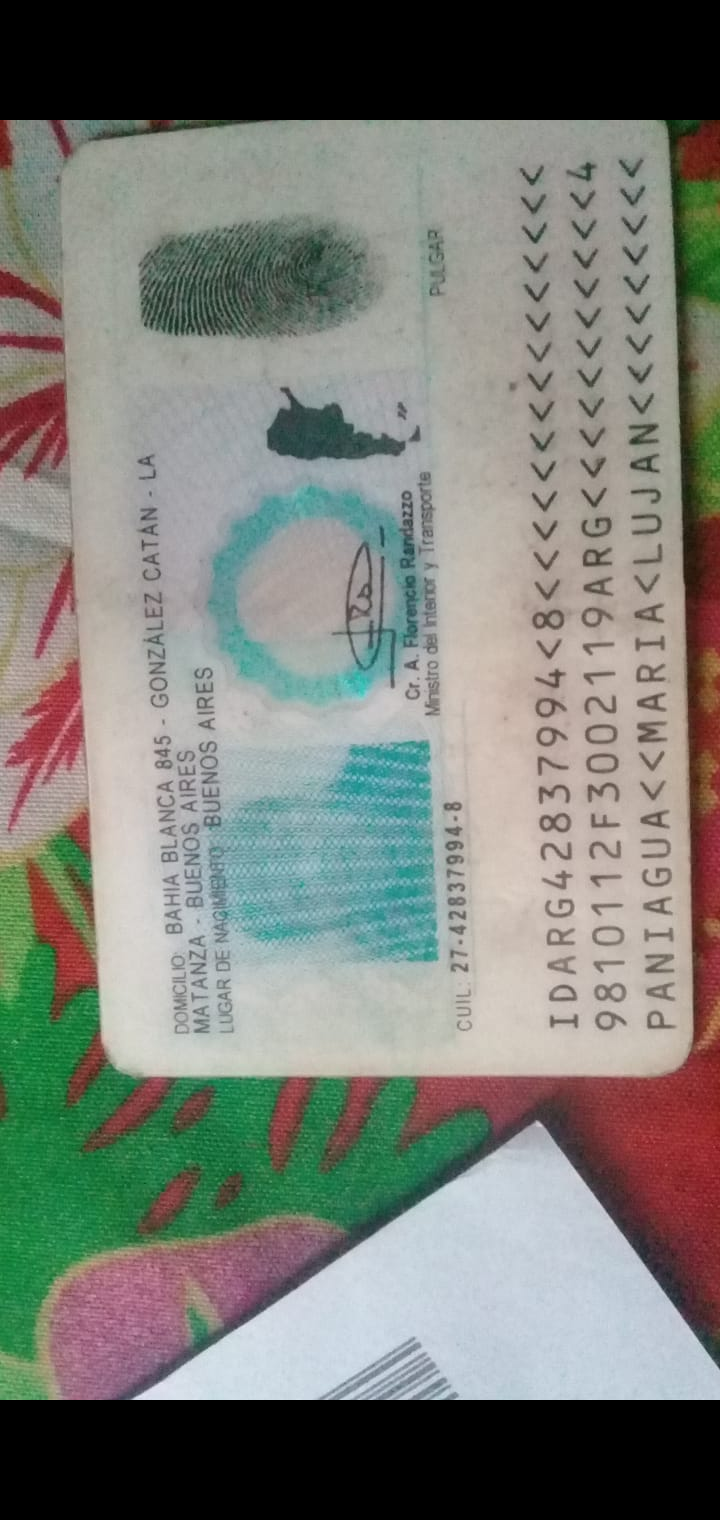 DOMICILIO: BAHIA BLANCA 845 - GONZÁLEZ CATÁN - LA
MATANZA - BUENOS AIRES
LUGAR DE NACIMIENTO: BUENOS AIRES
Cr. A. Florencio Randazzo
Ministro del Interior y Transporte
PULGAR
CUIL: 27-42837994-8
IDARG42837994<8<<<<<<<<<<<<<<<
9810112F3002119ARG<<<<<<<<<<<4
PANIAGUA<<MARIA<LUJAN<<<<<<<<<